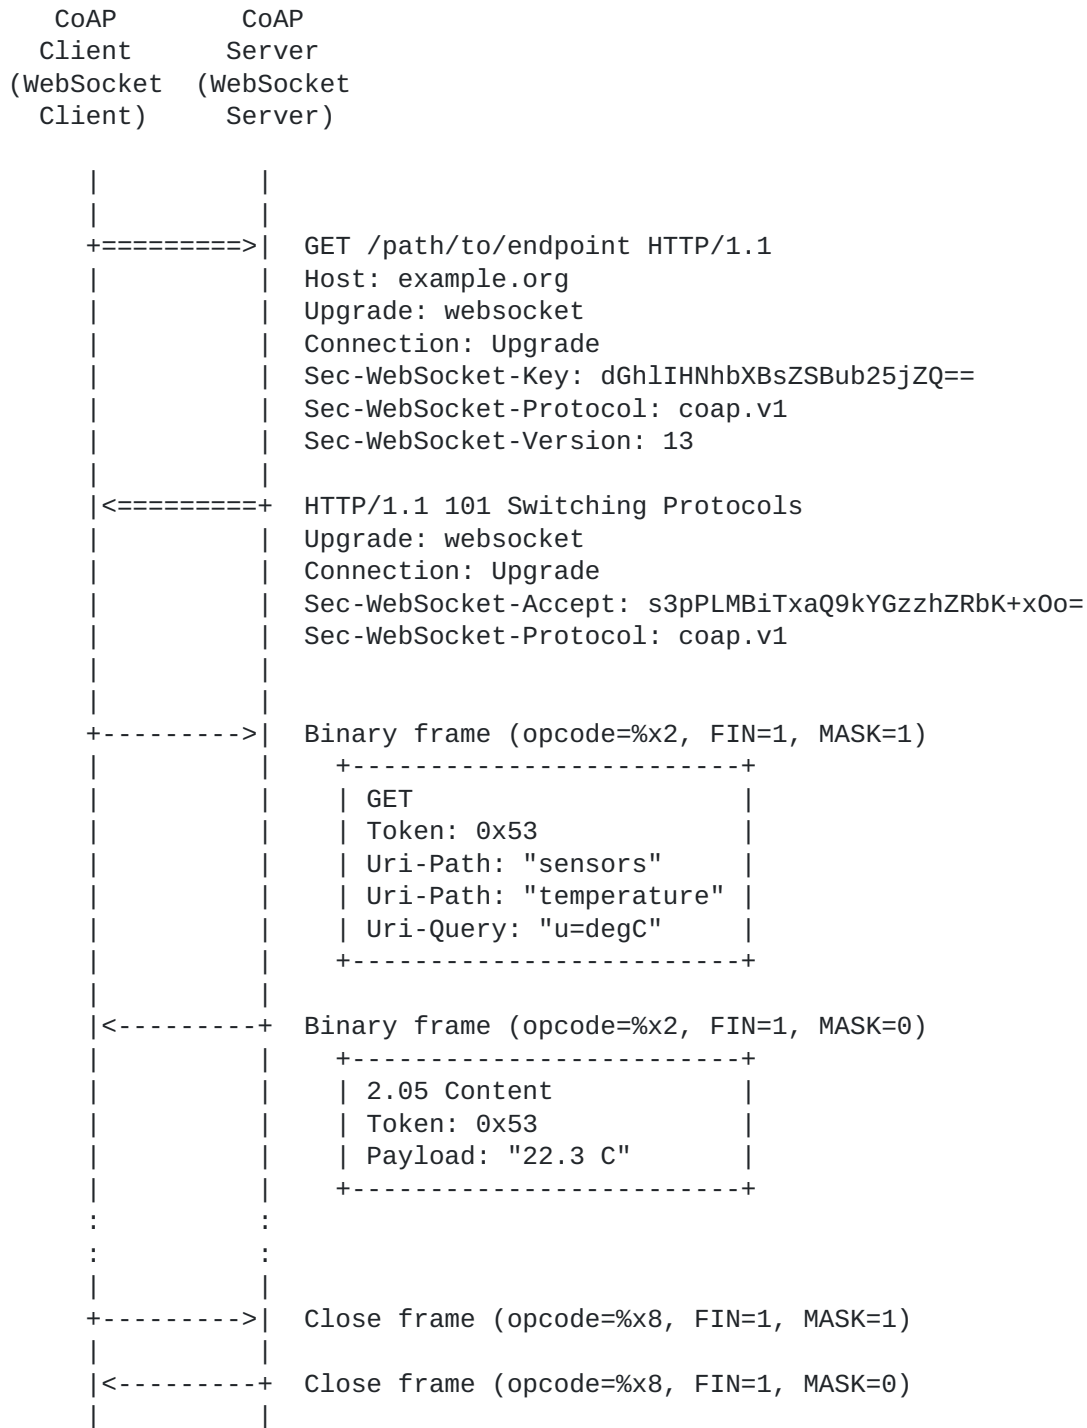 CoAP        CoAP
  Client      Server
(WebSocket  (WebSocket
  Client)     Server)

     |          |
     |          |
     +=========>|  GET /path/to/endpoint HTTP/1.1
     |          |  Host: example.org
     |          |  Upgrade: websocket
     |          |  Connection: Upgrade
     |          |  Sec-WebSocket-Key: dGhlIHNhbXBsZSBub25jZQ==
     |          |  Sec-WebSocket-Protocol: coap.v1
     |          |  Sec-WebSocket-Version: 13
     |          |
     |<=========+  HTTP/1.1 101 Switching Protocols
     |          |  Upgrade: websocket
     |          |  Connection: Upgrade
     |          |  Sec-WebSocket-Accept: s3pPLMBiTxaQ9kYGzzhZRbK+xOo=
     |          |  Sec-WebSocket-Protocol: coap.v1
     |          |
     |          |
     +--------->|  Binary frame (opcode=%x2, FIN=1, MASK=1)
     |          |    +-------------------------+
     |          |    | GET                     |
     |          |    | Token: 0x53             |
     |          |    | Uri-Path: "sensors"     |
     |          |    | Uri-Path: "temperature" |
     |          |    | Uri-Query: "u=degC"     |
     |          |    +-------------------------+
     |          |
     |<---------+  Binary frame (opcode=%x2, FIN=1, MASK=0)
     |          |    +-------------------------+
     |          |    | 2.05 Content            |
     |          |    | Token: 0x53             |
     |          |    | Payload: "22.3 C"       |
     |          |    +-------------------------+
     :          :
     :          :
     |          |
     +--------->|  Close frame (opcode=%x8, FIN=1, MASK=1)
     |          |
     |<---------+  Close frame (opcode=%x8, FIN=1, MASK=0)
     |          |